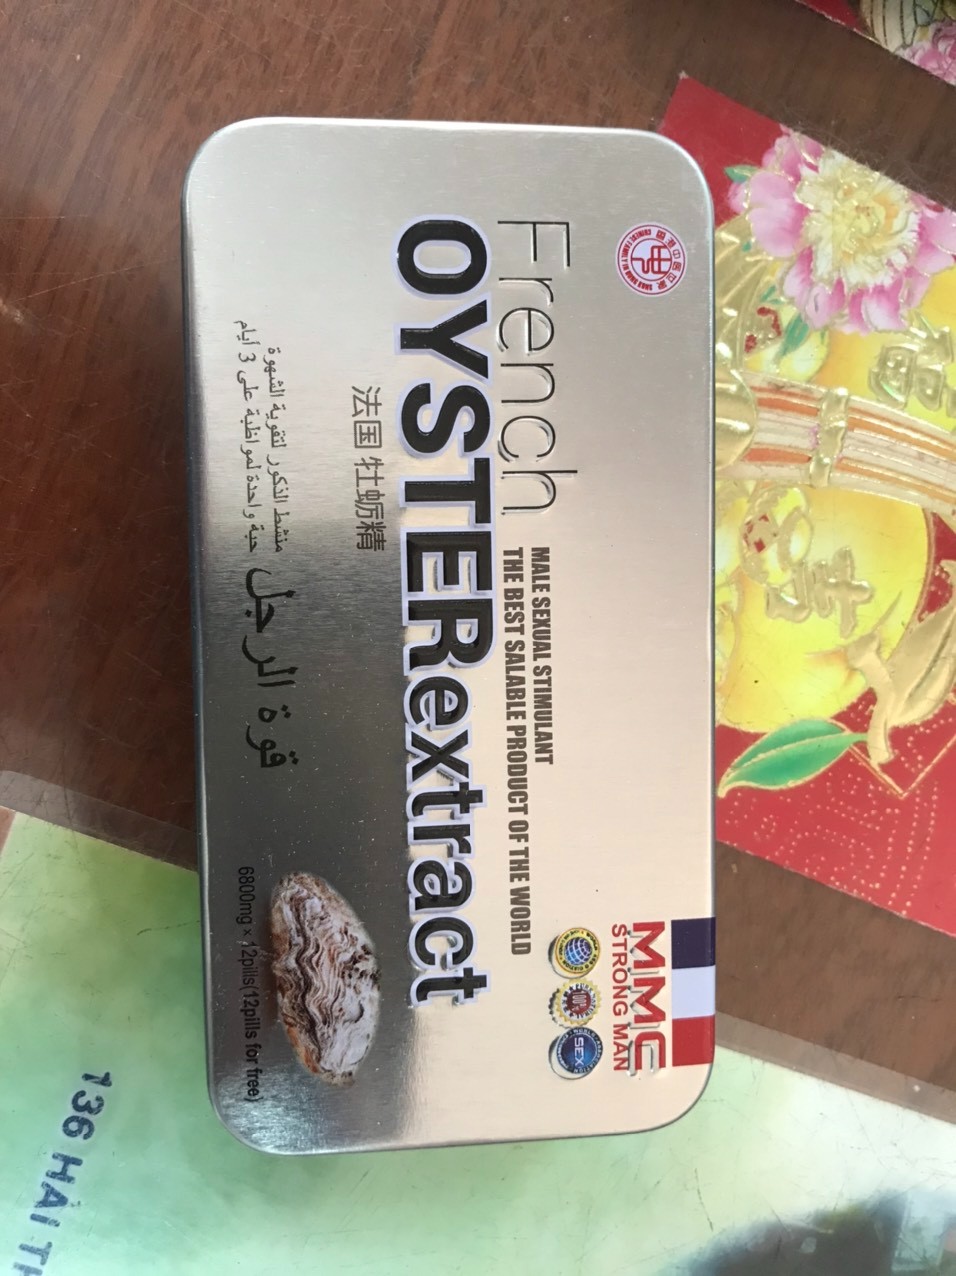 French
OYSTERextract
MALE SEXUAL STIMULANT
THE BEST SALABLE PRODUCT OF THE WORLD
MMC
STRONG MAN
100%
SEX
法国 牡蛎精
منشط الذكور لتقوية الشهوة
حبة واحدة لمواظبة على 3 أيام
قوة الرجل
6800mg × 12pills(12pills for free)
136 HẢI